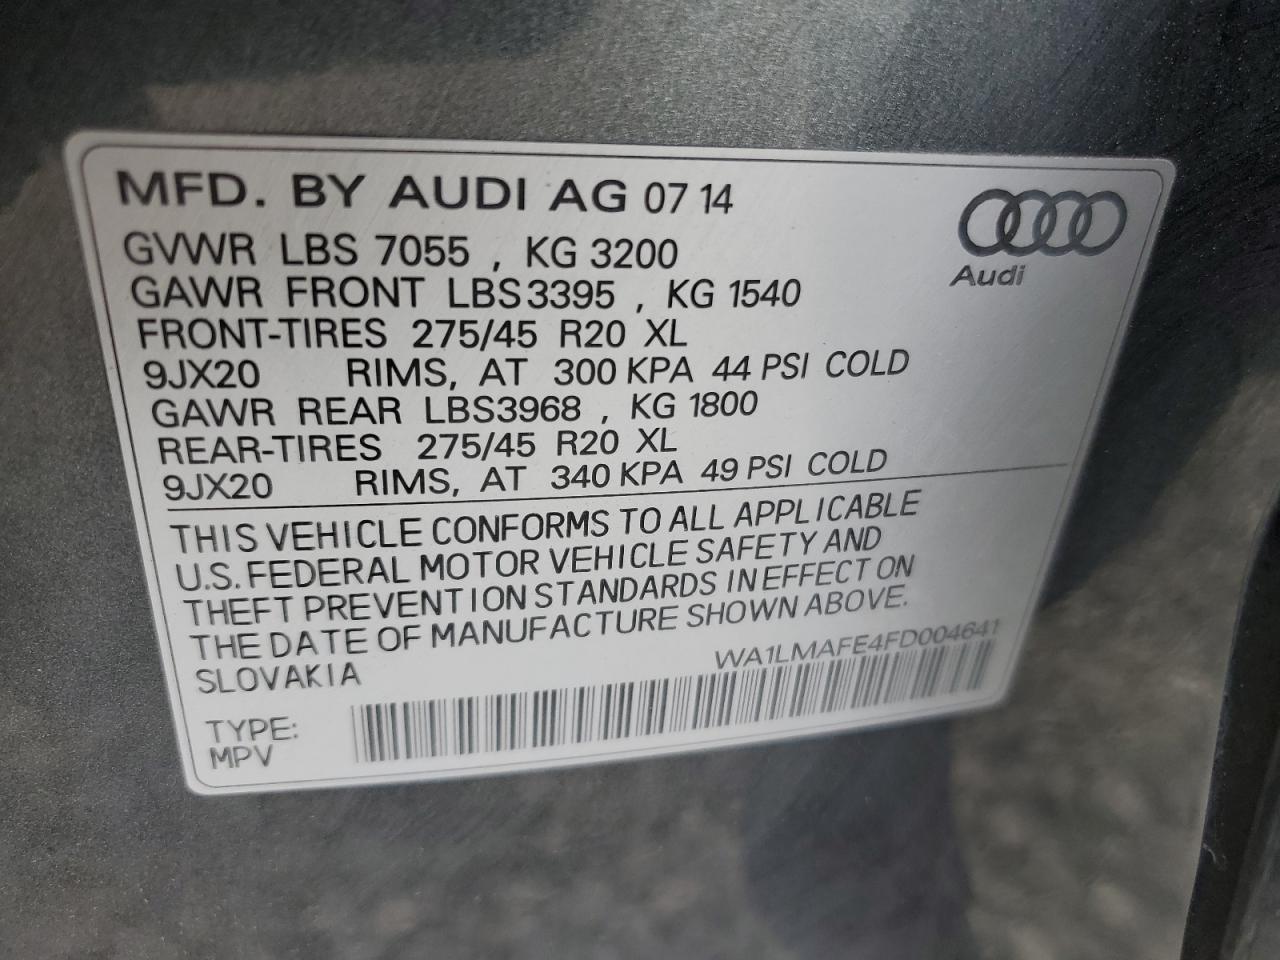 MFD. BY AUDI AG 07 14
GVWR LBS 7055 , KG 3200
GAWR FRONT LBS3395 , KG 1540
FRONT-TIRES 275/45 R20 XL
9JX20 RIMS, AT 300 KPA 44 PSI COLD
GAWR REAR LBS3968 , KG 1800
REAR-TIRES 275/45 R20 XL
9JX20 RIMS, AT 340 KPA 49 PSI COLD
THIS VEHICLE CONFORMS TO ALL APPLICABLE
U.S. FEDERAL MOTOR VEHICLE SAFETY AND
THEFT PREVENTION STANDARDS IN EFFECT ON
THE DATE OF MANUFACTURE SHOWN ABOVE.
SLOVAKIA
WA1LMAFE4FD004641
TYPE:
MPV
Audi